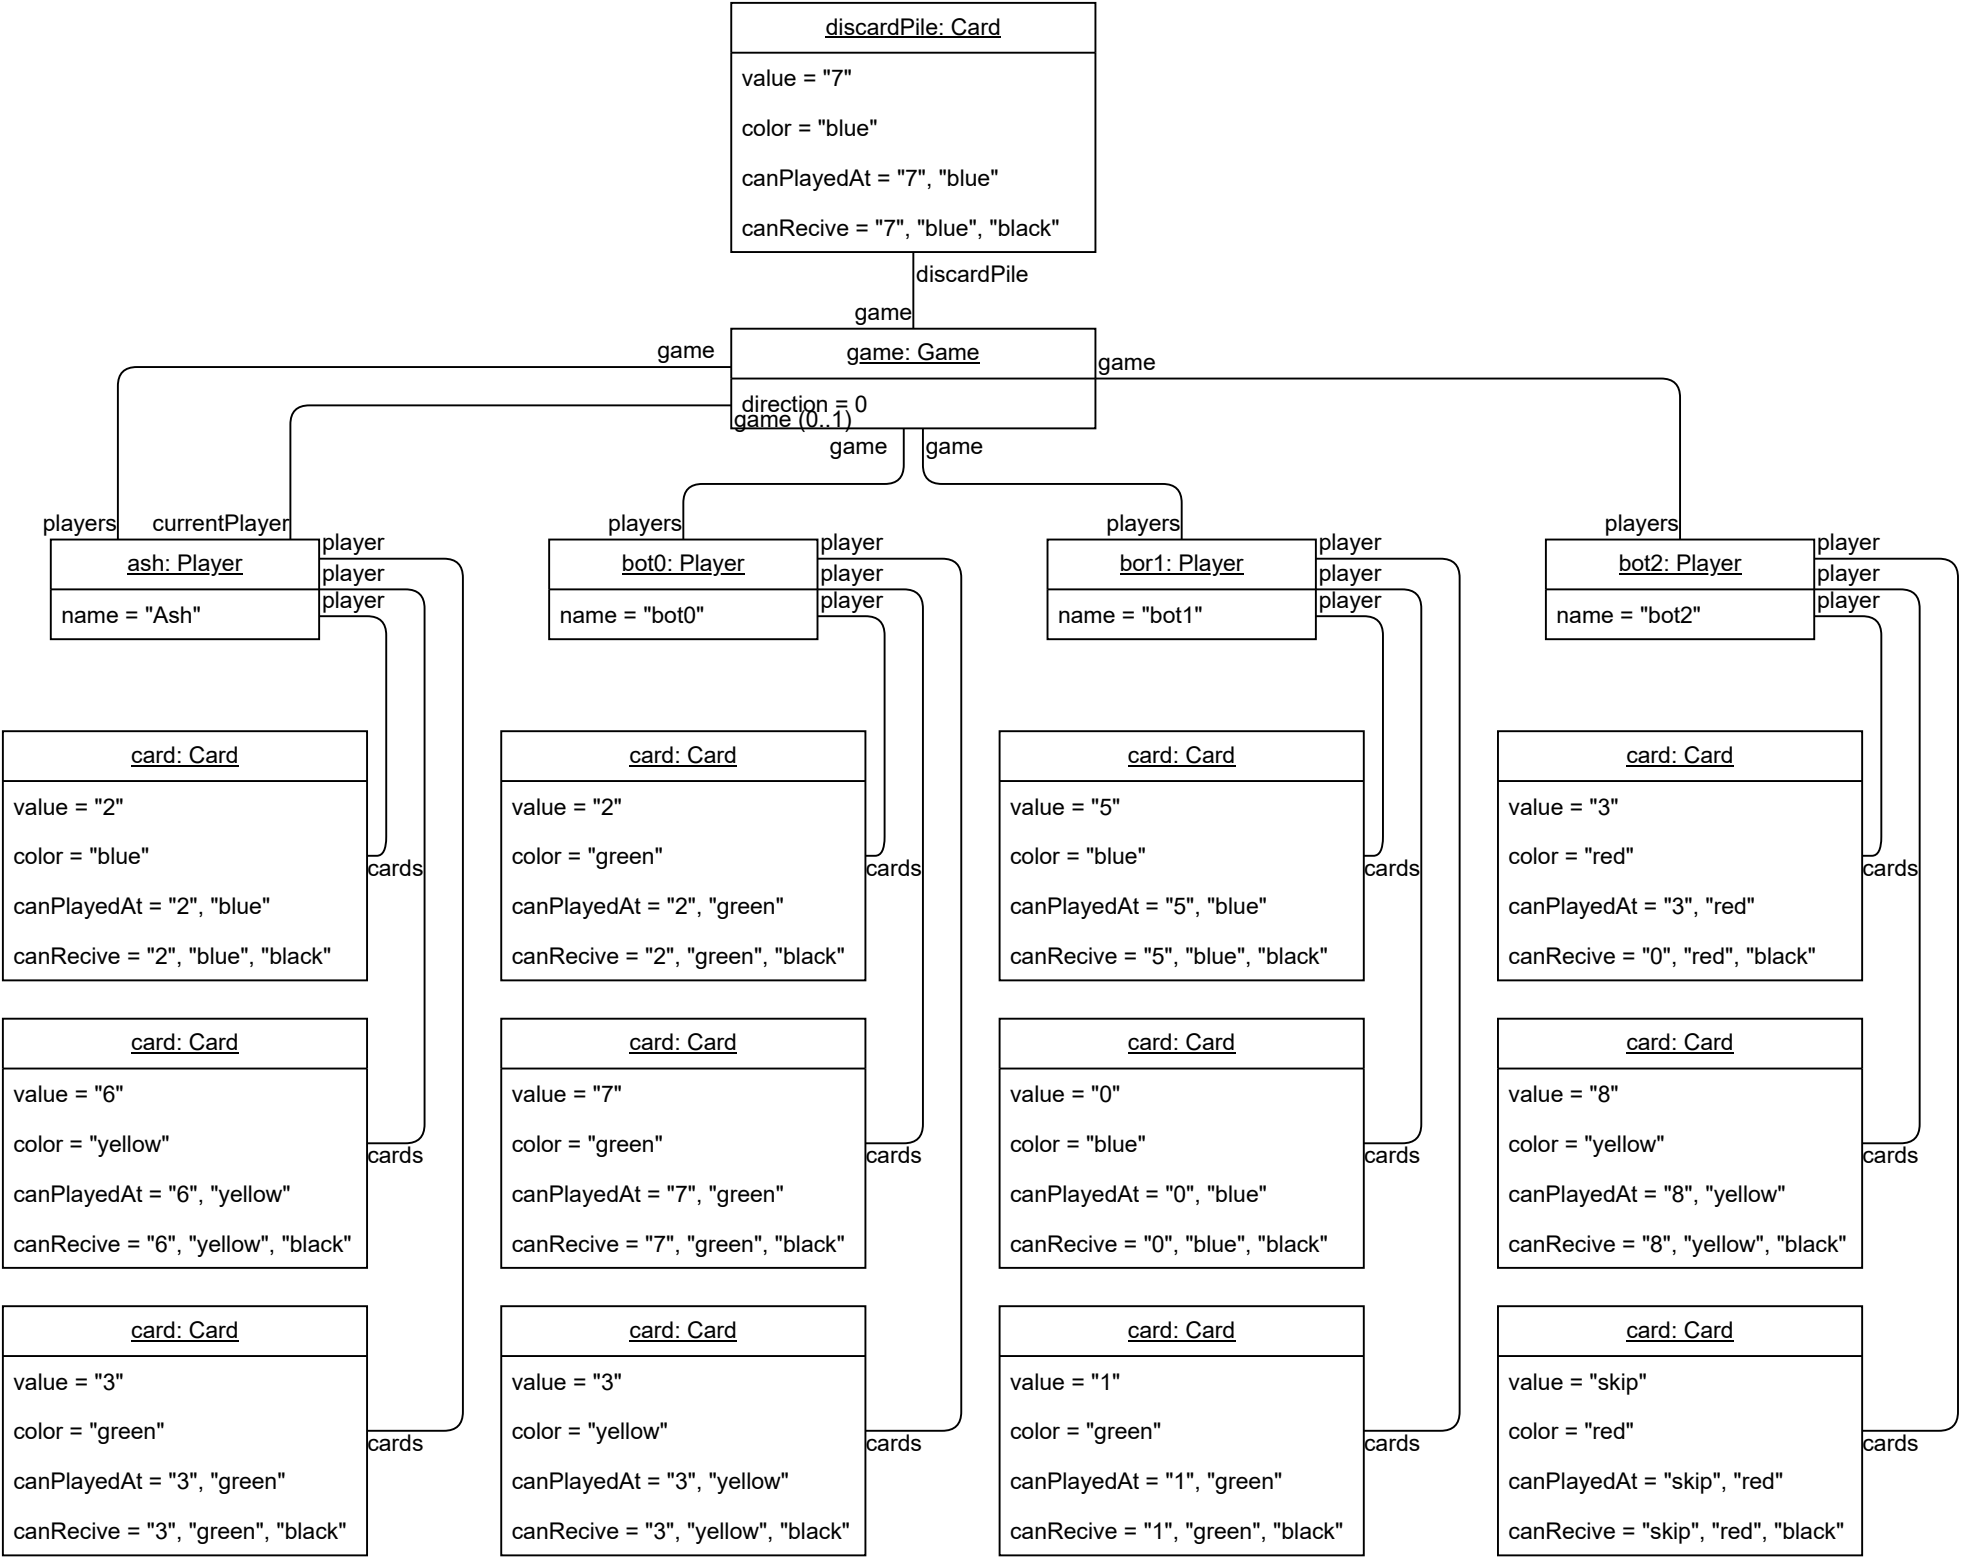 discardPile: Card
value = "7"
color = "blue"
canPlayedAt = "7", "blue"
canRecive = "7", "blue", "black"
discardPile
game
game
game: Game
game
direction = 0
game (0..1)
game
game
players
currentPlayer
players
players
players
ash: Player
player
player
player
name = "Ash"
bot0: Player
player
player
player
name = "bot0"
bor1: Player
player
player
player
name = "bot1"
bot2: Player
player
player
player
name = "bot2"
card: Card
value = "2"
color = "blue"
canPlayedAt = "2", "blue"
canRecive = "2", "blue", "black"
cards
card: Card
value = "2"
color = "green"
canPlayedAt = "2", "green"
canRecive = "2", "green", "black"
cards
card: Card
value = "5"
color = "blue"
canPlayedAt = "5", "blue"
canRecive = "5", "blue", "black"
cards
card: Card
value = "3"
color = "red"
canPlayedAt = "3", "red"
canRecive = "0", "red", "black"
cards
card: Card
value = "6"
color = "yellow"
canPlayedAt = "6", "yellow"
canRecive = "6", "yellow", "black"
cards
card: Card
value = "7"
color = "green"
canPlayedAt = "7", "green"
canRecive = "7", "green", "black"
cards
card: Card
value = "0"
color = "blue"
canPlayedAt = "0", "blue"
canRecive = "0", "blue", "black"
cards
card: Card
value = "8"
color = "yellow"
canPlayedAt = "8", "yellow"
canRecive = "8", "yellow", "black"
cards
card: Card
value = "3"
color = "green"
canPlayedAt = "3", "green"
canRecive = "3", "green", "black"
cards
card: Card
value = "3"
color = "yellow"
canPlayedAt = "3", "yellow"
canRecive = "3", "yellow", "black"
cards
card: Card
value = "1"
color = "green"
canPlayedAt = "1", "green"
canRecive = "1", "green", "black"
cards
card: Card
value = "skip"
color = "red"
canPlayedAt = "skip", "red"
canRecive = "skip", "red", "black"
cards